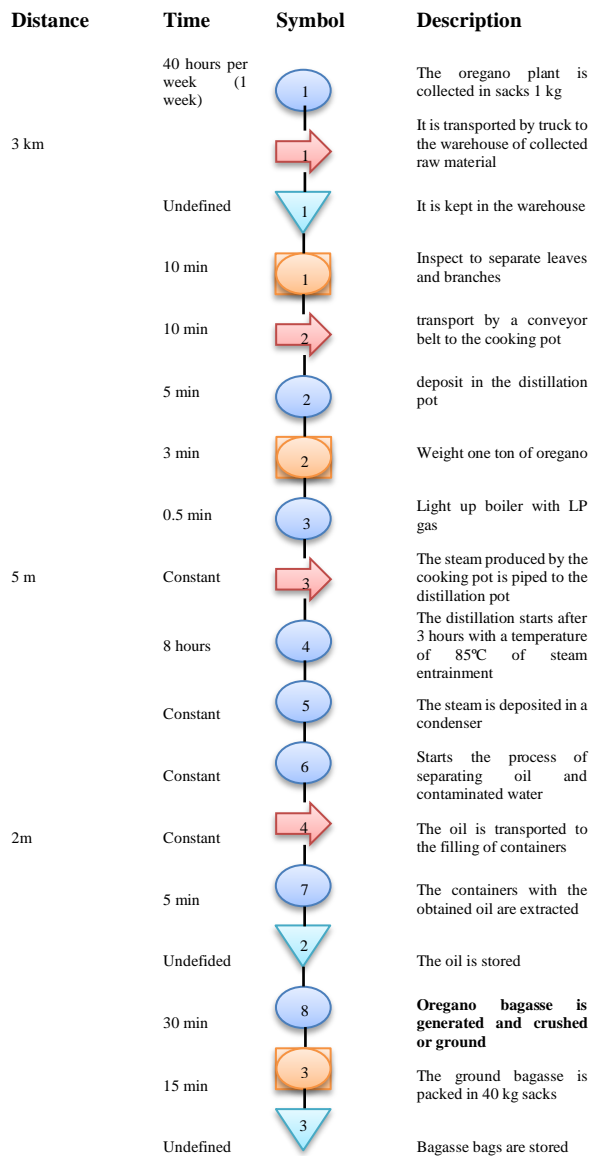 Distance Time Symbol Description
40 hours per
week (1
week)
1
The oregano plant is
collected in sacks 1 kg
3 km
1
It is transported by truck to
the warehouse of collected
raw material
Undefined
1
It is kept in the warehouse
10 min
1
Inspect to separate leaves
and branches
10 min
2
transport by a conveyor
belt to the cooking pot
5 min
2
deposit in the distillation
pot
3 min
2
Weight one ton of oregano
0.5 min
3
Light up boiler with LP
gas
5 m
Constant
3
The steam produced by the
cooking pot is piped to the
distillation pot
8 hours
4
The distillation starts after
3 hours with a temperature
of 85ºC of steam
entrainment
Constant
5
The steam is deposited in a
condenser
Constant
6
Starts the process of
separating oil and
contaminated water
2m
Constant
4
The oil is transported to
the filling of containers
5 min
7
The containers with the
obtained oil are extracted
Undefided
2
The oil is stored
30 min
8
Oregano bagasse is
generated and crushed
or ground
15 min
3
The ground bagasse is
packed in 40 kg sacks
Undefined
3
Bagasse bags are stored